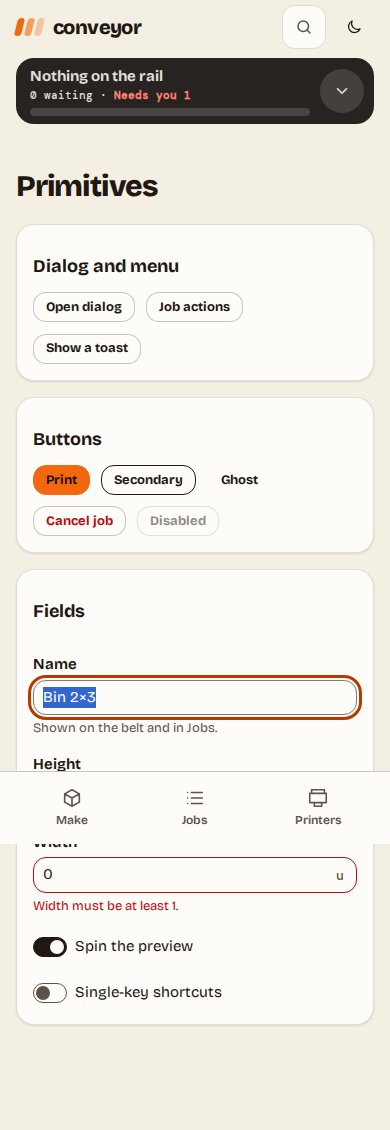 conveyor
Nothing on the rail
0 waiting · Needs you 1
Primitives
Dialog and menu
Open dialog
Job actions
Show a toast
Buttons
Print
Secondary
Ghost
Cancel job
Disabled
Fields
Name
Bin 2×3
Shown on the belt and in Jobs.
Height
Make
Jobs
Printers
Width
0
u
Width must be at least 1.
Spin the preview
Single-key shortcuts